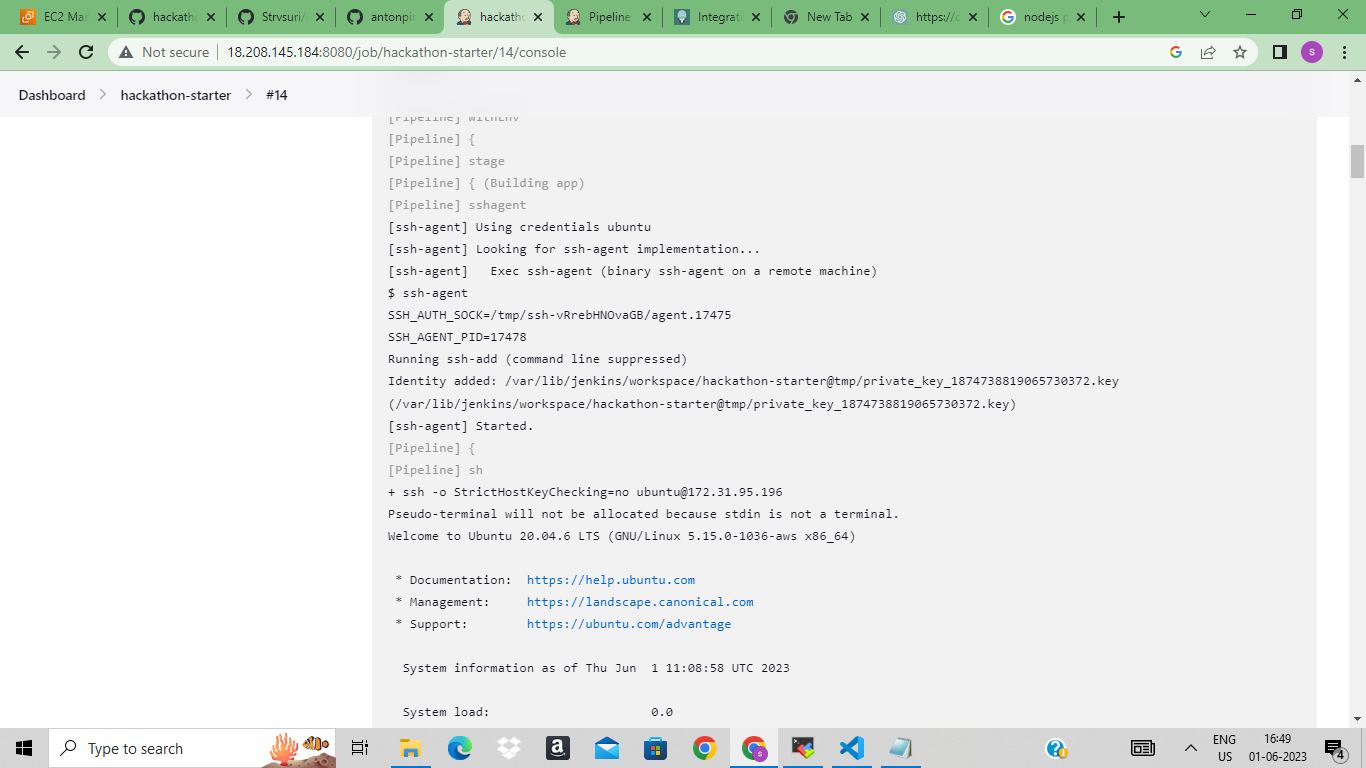 EC2 Mar
hackatho
Strvsuri/
antonpir
hackatho
Pipeline
Integrati
New Tab
https://c
nodejs p
Not secure
18.208.145.184:8080/job/hackathon-starter/14/console
s
Dashboard
hackathon-starter
#14
[Pipeline] withEnv
[Pipeline] {
[Pipeline] stage
[Pipeline] { (Building app)
[Pipeline] sshagent
[ssh-agent] Using credentials ubuntu
[ssh-agent] Looking for ssh-agent implementation...
[ssh-agent]   Exec ssh-agent (binary ssh-agent on a remote machine)
$ ssh-agent
SSH_AUTH_SOCK=/tmp/ssh-vRrebHNOvaGB/agent.17475
SSH_AGENT_PID=17478
Running ssh-add (command line suppressed)
Identity added: /var/lib/jenkins/workspace/hackathon-starter@tmp/private_key_1874738819065730372.key
(/var/lib/jenkins/workspace/hackathon-starter@tmp/private_key_1874738819065730372.key)
[ssh-agent] Started.
[Pipeline] {
[Pipeline] sh
+ ssh -o StrictHostKeyChecking=no ubuntu@172.31.95.196
Pseudo-terminal will not be allocated because stdin is not a terminal.
Welcome to Ubuntu 20.04.6 LTS (GNU/Linux 5.15.0-1036-aws x86_64)
* Documentation:  https://help.ubuntu.com
* Management:     https://landscape.canonical.com
* Support:        https://ubuntu.com/advantage
System information as of Thu Jun  1 11:08:58 UTC 2023
System load:                      0.0
Type to search
ENG
US
16:49
01-06-2023
4